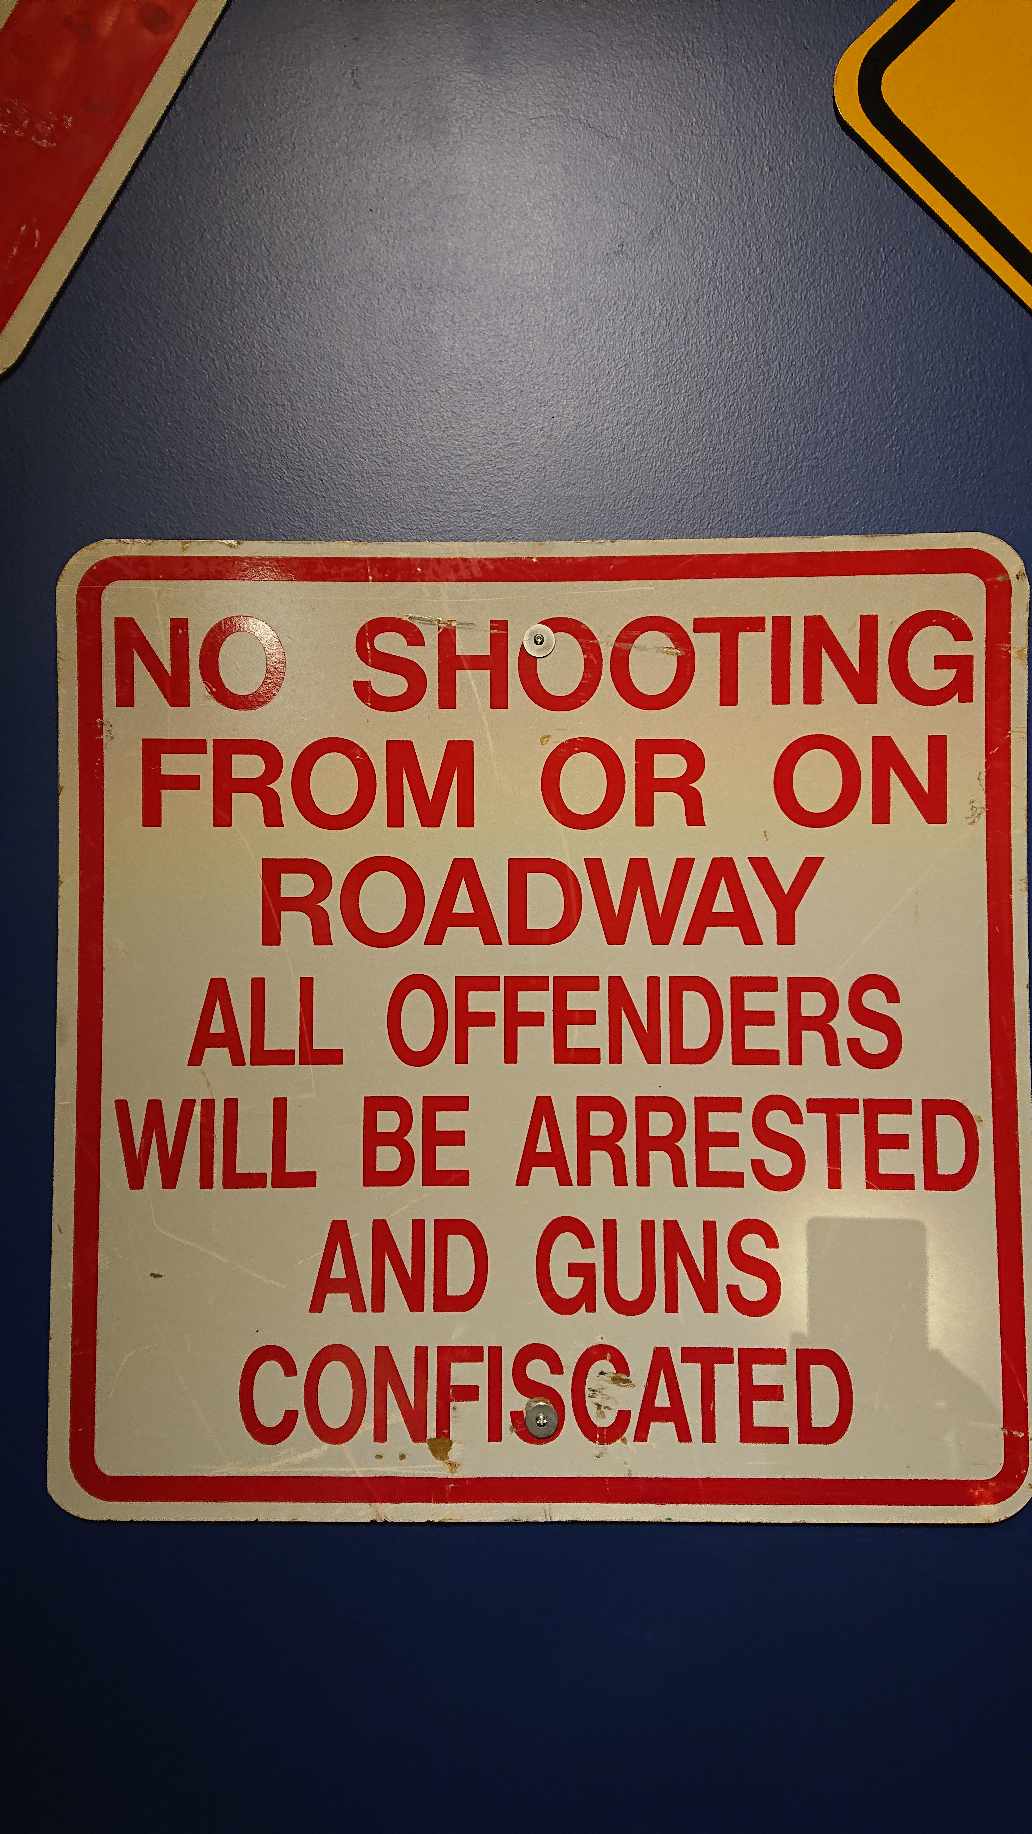 NO SHOOTING
FROM OR ON
ROADWAY
ALL OFFENDERS
WILL BE ARRESTED
AND GUNS
CONFISCATED